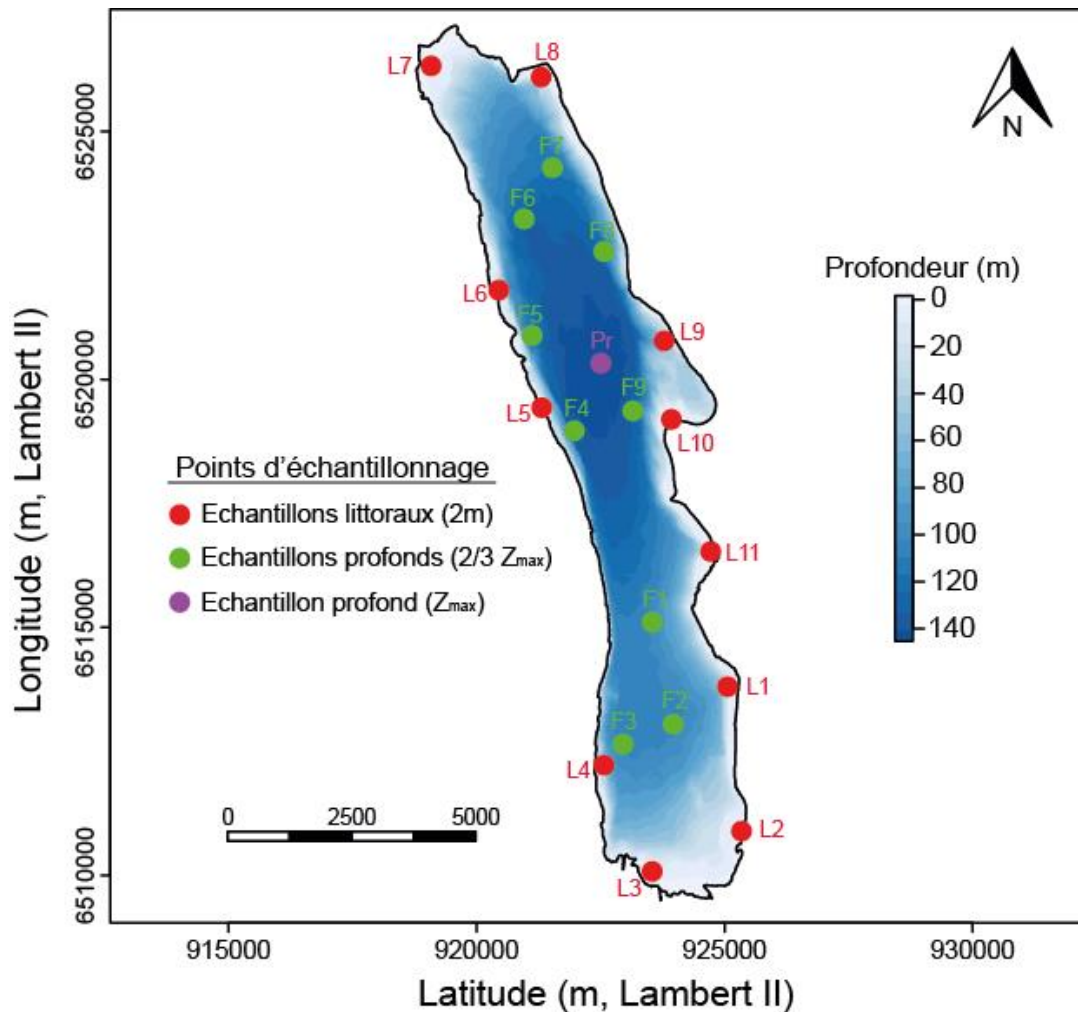 L7
L8
N
6525000
F7
F6
F8
Profondeur (m)
L6
0
F5
L9
20
Pr
6520000
40
F9
L5
F4
L10
60
Points d'échantillonnage
80
Echantillons littoraux (2m)
100
L11
Echantillons profonds (2/3 Zmax)
120
Echantillon profond (Zmax)
F1
140
6515000
L1
F2
F3
L4
0 2500 5000
L2
L3
6510000
Longitude (m, Lambert II)
915000 920000 925000 930000
Latitude (m, Lambert II)